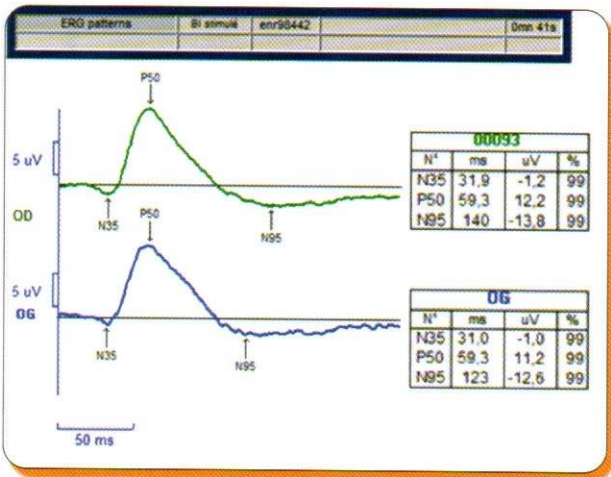 ERG patterns BI stimulé enr98442 0mn 41s
P50
5 uV
OD
N35
N95
00093
N° ms uV %
N35 31,9 -1,2 99
P50 59,3 12,2 99
N95 140 -13,8 99
P50
5 uV
OG
N35
N95
OG
N° ms uV %
N35 31,0 -1,0 99
P50 59,3 11,2 99
N95 123 -12,6 99
50 ms